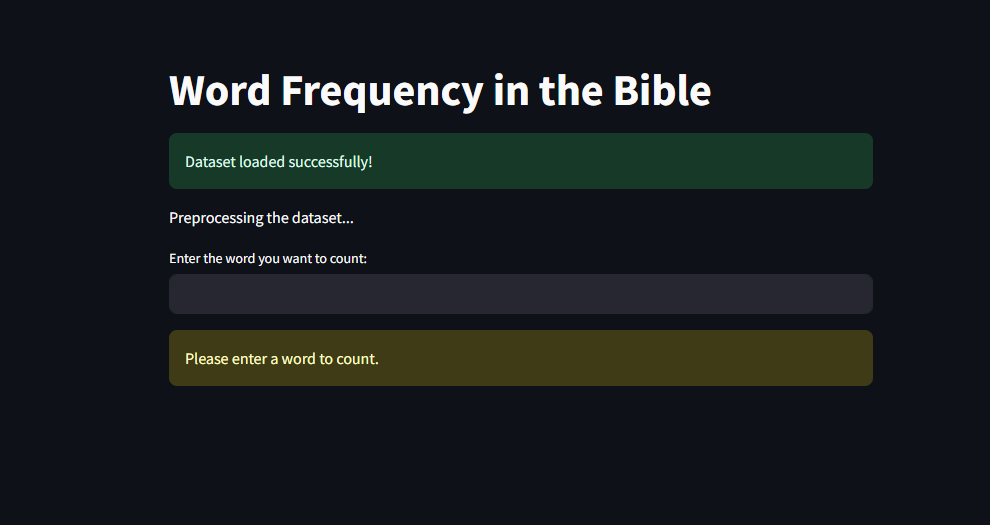 Word Frequency in the Bible
Dataset loaded successfully!
Preprocessing the dataset...
Enter the word you want to count:
Please enter a word to count.